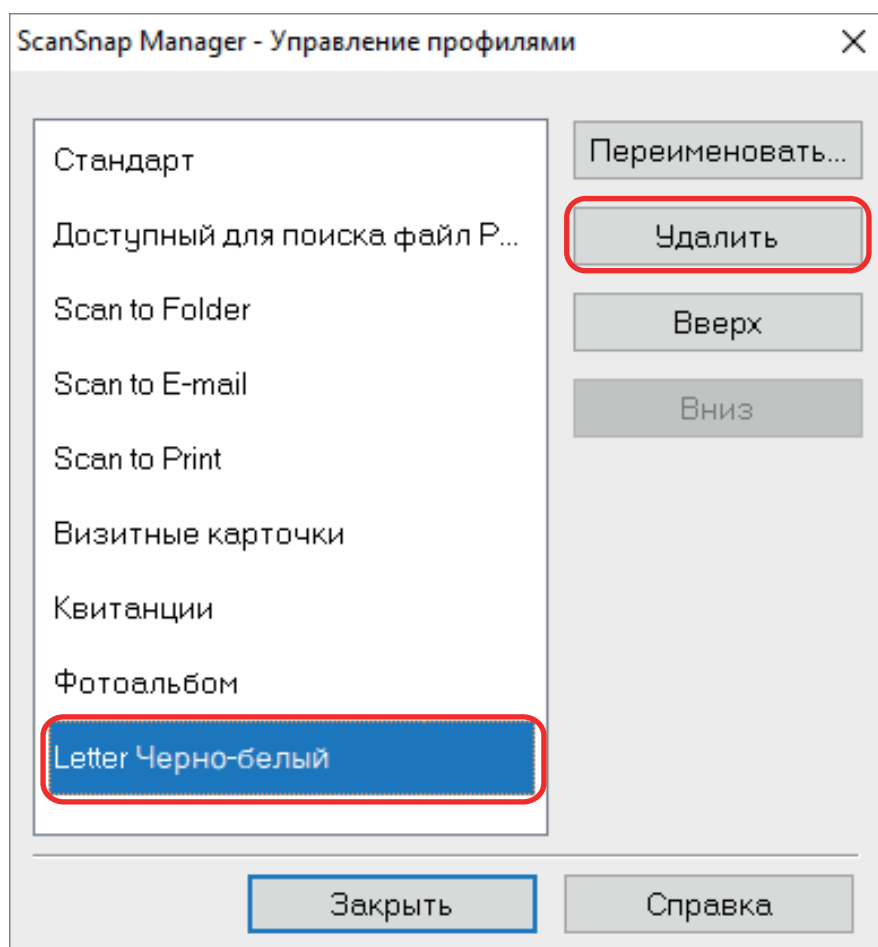 ScanSnap Manager - Управление профилями
Стандарт
Доступный для поиска файл P...
Scan to Folder
Scan to E-mail
Scan to Print
Визитные карточки
Квитанции
Фотоальбом
Letter Черно-белый
Переименовать...
Удалить
Вверх
Вниз
Закрыть
Справка